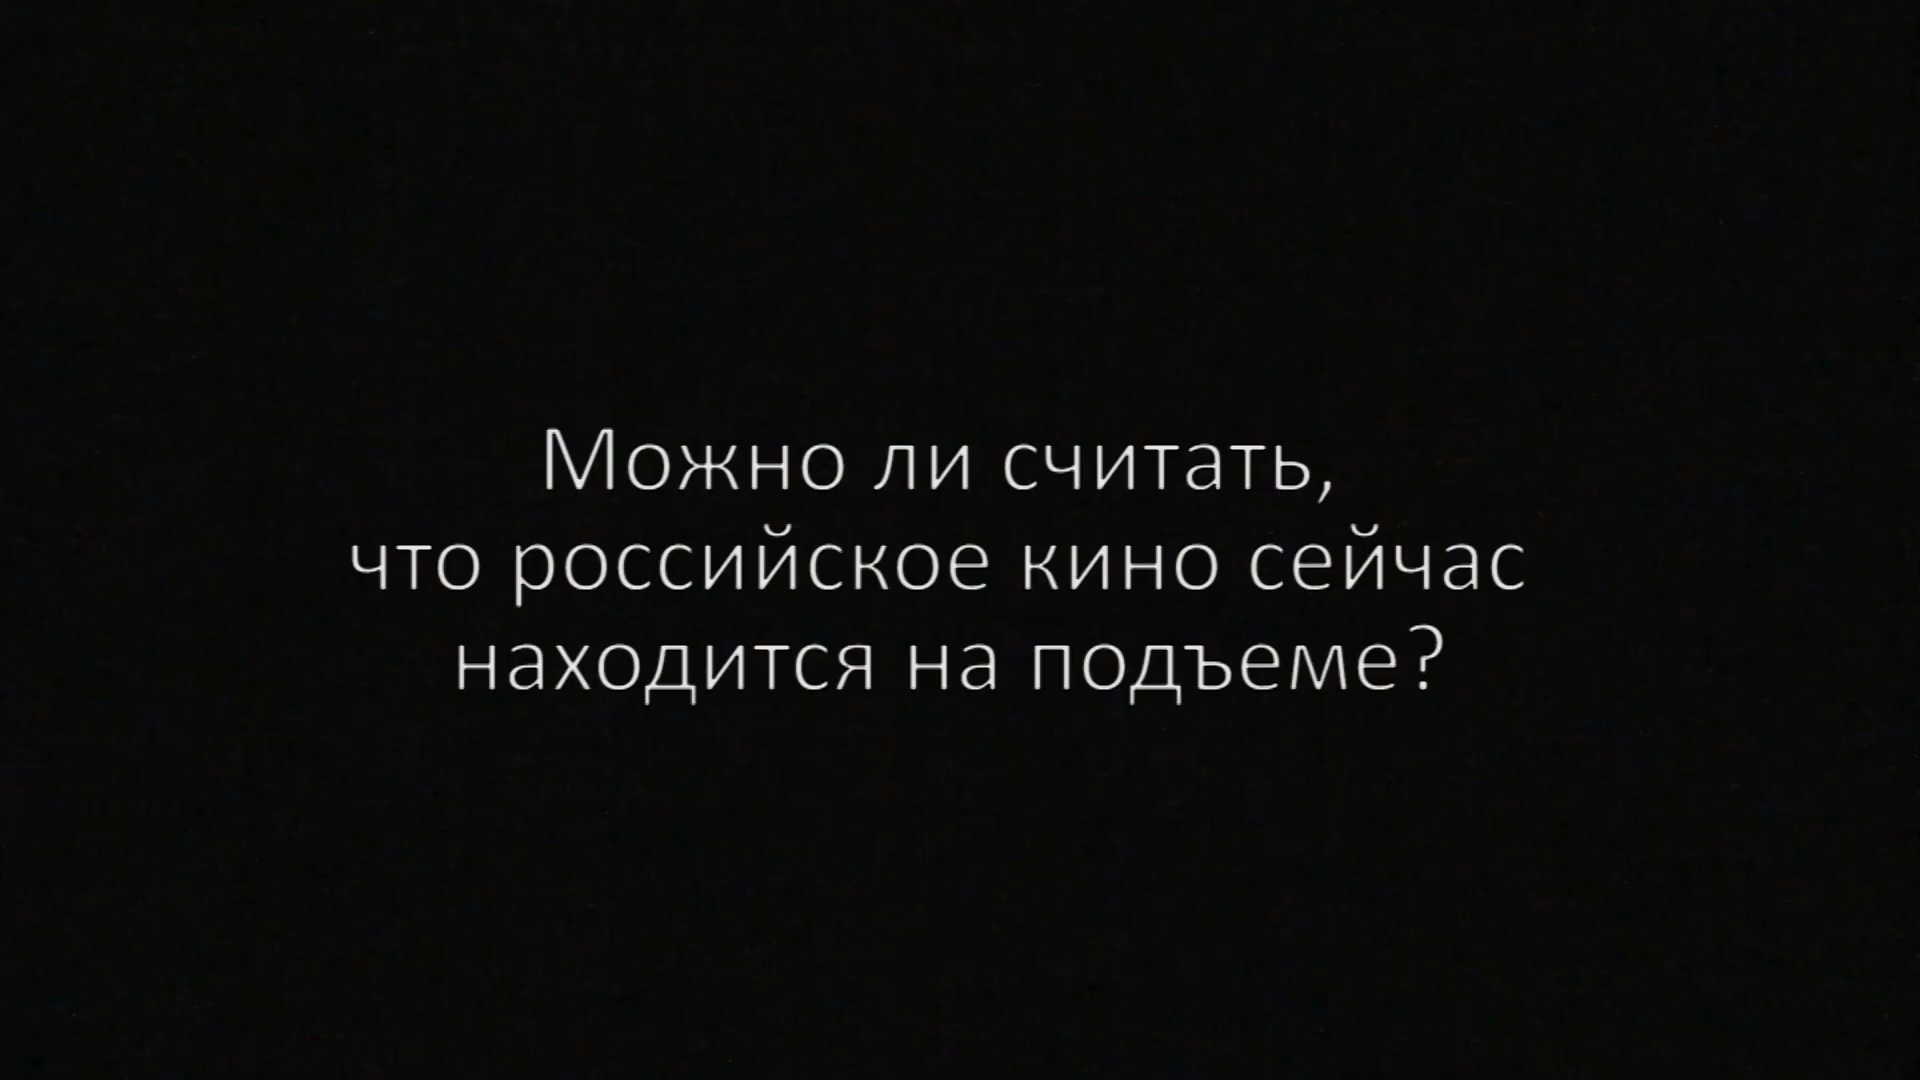 Можно ли считать,
что российское кино сейчас
находится на подъеме?